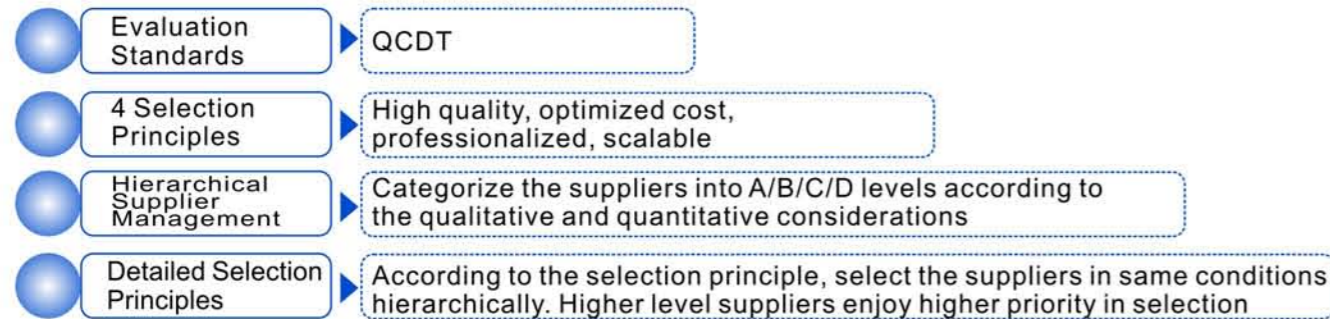 Evaluation
Standards
QCDT
4 Selection
Principles
High quality, optimized cost,
professionalized, scalable
Hierarchical
Supplier
Management
Categorize the suppliers into A/B/C/D levels according to
the qualitative and quantitative considerations
Detailed Selection
Principles
According to the selection principle, select the suppliers in same conditions
hierarchically. Higher level suppliers enjoy higher priority in selection